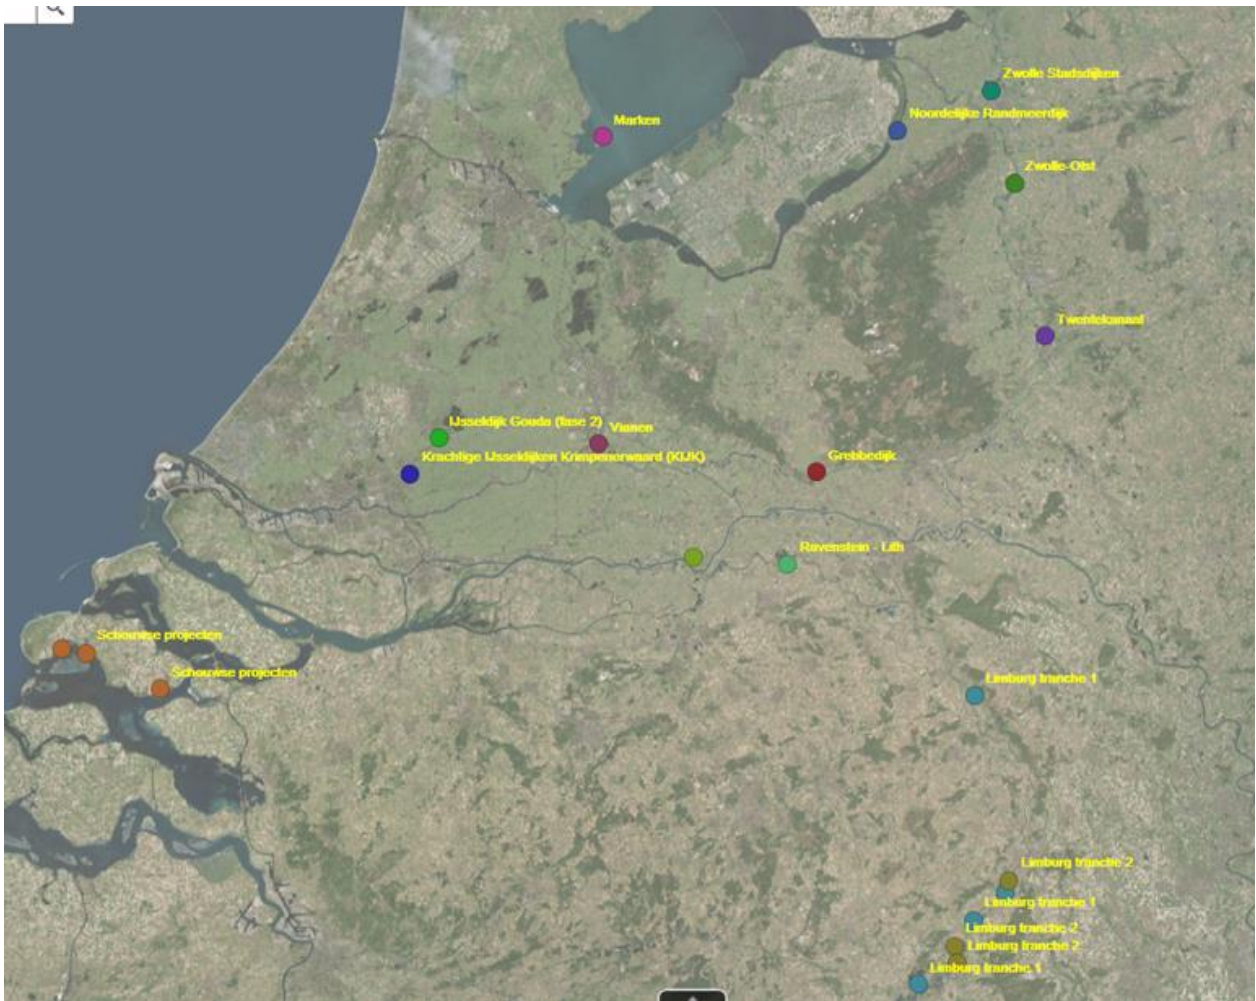 Zwolle Stadsdijken
Noordelijke Randmeerdijk
Marken
Zwolle-Olst
Twentekanaal
IJsseldijk Gouda (fase 2)
Vianen
Krachtige IJsseldijken Krimpenerwaard (KIJK)
Grebbedijk
Ravenstein - Lith
Schouwse projecten
Schouwse projecten
Limburg tranche 1
Limburg tranche 2
Limburg tranche 1
Limburg tranche 2
Limburg tranche 2
Limburg tranche 1